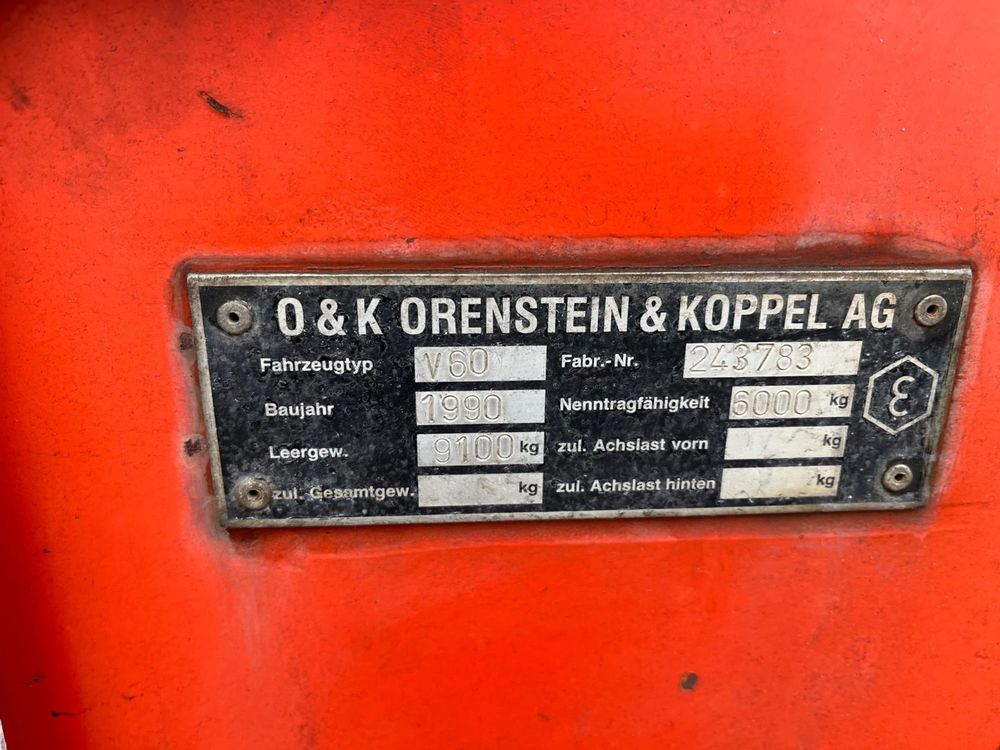 O & K ORENSTEIN & KOPPEL AG
Fahrzeugtyp V60 Fabr.-Nr. 243783
Baujahr 1990 Nenntragfähigkeit 6000 kg
Leergew. 9100 kg zul. Achslast vorn kg
zul. Gesamtgew. kg zul. Achslast hinten kg
ε